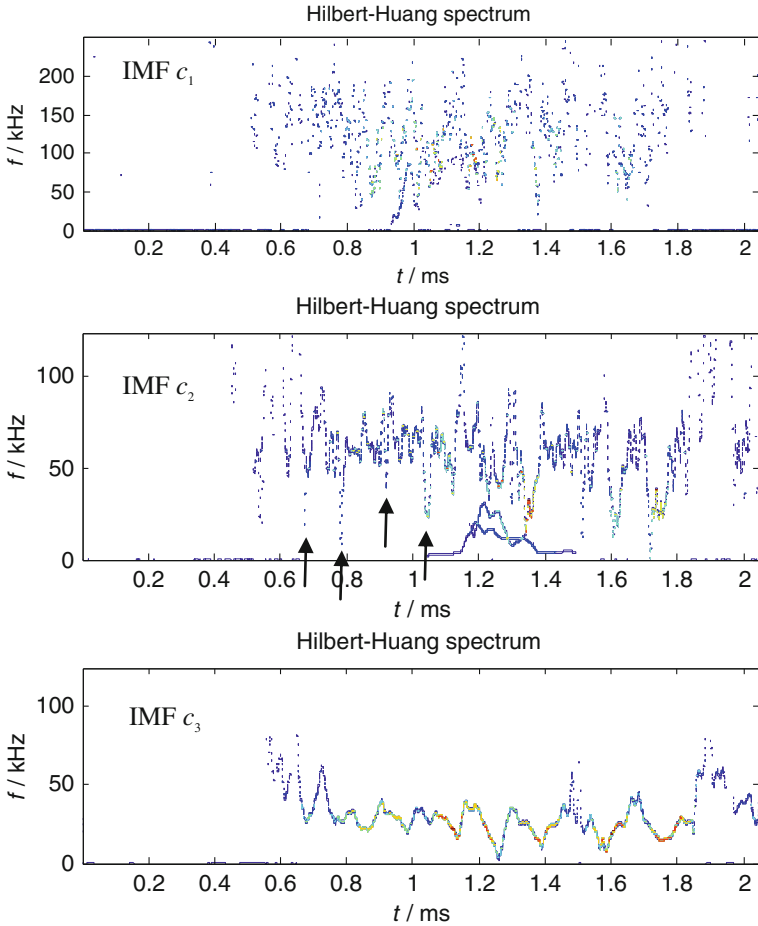 Hilbert-Huang spectrum
IMF c₁
f / kHz
200
150
100
50
0
0.2 0.4 0.6 0.8 1 1.2 1.4 1.6 1.8 2
t / ms
Hilbert-Huang spectrum
IMF c₂
f / kHz
100
50
0
0.2 0.4 0.6 0.8 1 1.2 1.4 1.6 1.8 2
t / ms
Hilbert-Huang spectrum
IMF c₃
f / kHz
100
50
0
0.2 0.4 0.6 0.8 1 1.2 1.4 1.6 1.8 2
t / ms